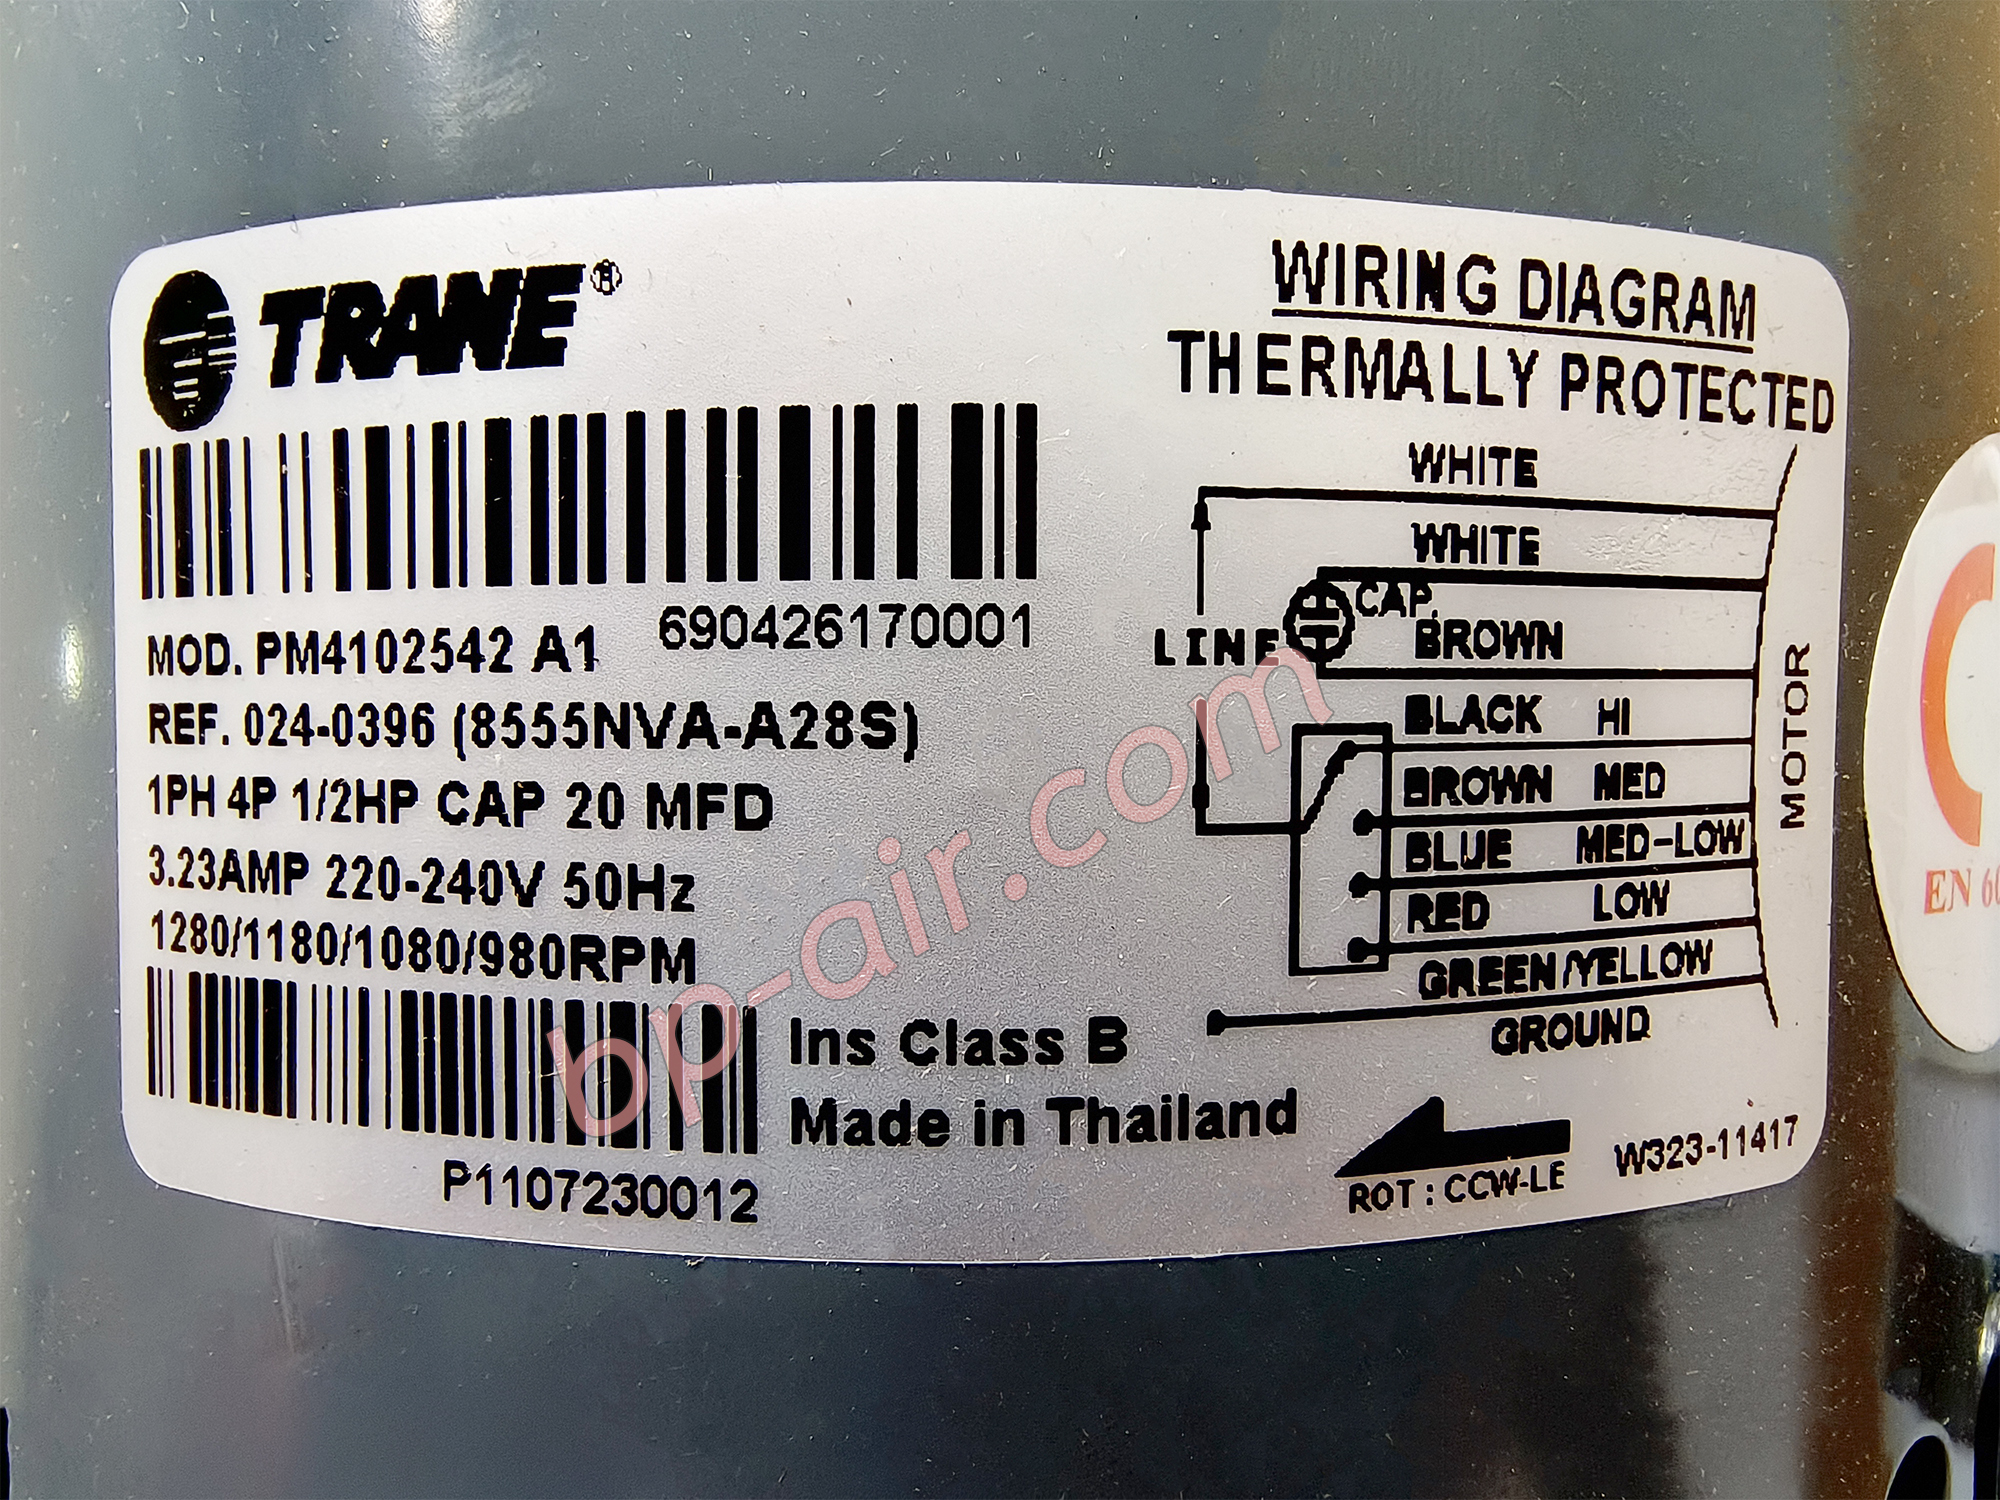 TRANE®
690426170001
MOD. PM4102542 A1
REF. 024-0396 (8555NVA-A28S)
1PH 4P 1/2HP CAP 20 MFD
3.23AMP 220-240V 50Hz
1280/1180/1080/980RPM
Ins Class B
Made in Thailand
P1107230012
WIRING DIAGRAM
THERMALLY PROTECTED
WHITE
WHITE
CAP.
LINE
BROWN
BLACK HI
BROWN MED
BLUE MED-LOW
RED LOW
GREEN/YELLOW
GROUND
MOTOR
ROT : CCW-LE
W323-11417
EN
bp-air.com